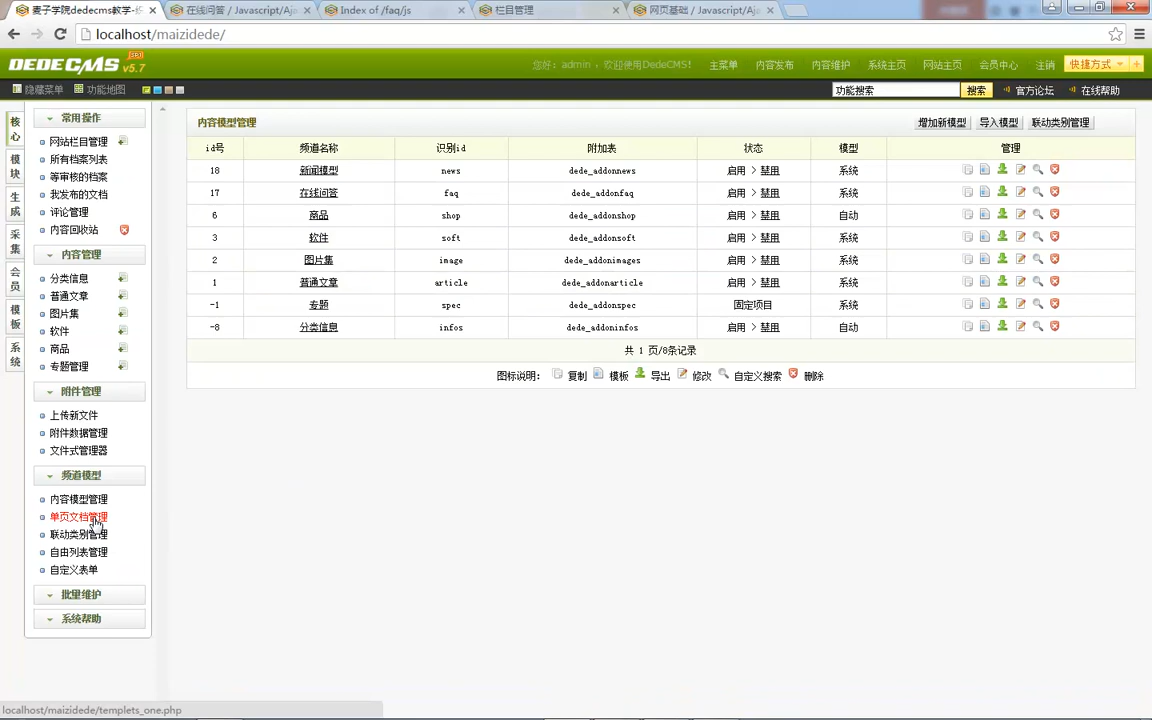 麦子学院dedecms教学-织
在线问答 / Javascript/Aja
Index of /faq/js
栏目管理
网页基础 / Javascript/Aja
localhost/maizidede/
DEDECMS v5.7
您好：admin ，欢迎使用DedeCMS！
主菜单
内容发布
内容维护
系统主页
网站主页
会员中心
注销
快捷方式
隐藏菜单
功能地图
功能搜索
搜索
官方论坛
在线帮助
核心
模块
生成
采集
会员
模板
系统
常用操作
网站栏目管理
所有档案列表
等审核的档案
我发布的文档
评论管理
内容回收站
内容管理
分类信息
普通文章
图片集
软件
商品
专题管理
附件管理
上传新文件
附件数据管理
文件式管理器
频道模型
内容模型管理
单页文档管理
联动类别管理
自由列表管理
自定义表单
批量维护
系统帮助
内容模型管理
增加新模型 导入模型 联动类别管理
id号 频道名称 识别id 附加表 状态 模型 管理
18 新闻模型 news dede_addonnews 启用 > 禁用 系统
17 在线问答 faq dede_addonfaq 启用 > 禁用 系统
6 商品 shop dede_addonshop 启用 > 禁用 自动
3 软件 soft dede_addonsoft 启用 > 禁用 系统
2 图片集 image dede_addonimages 启用 > 禁用 系统
1 普通文章 article dede_addonarticle 启用 > 禁用 系统
-1 专题 spec dede_addonspec 固定项目 系统
-8 分类信息 infos dede_addoninfos 启用 > 禁用 自动
共 1 页/8条记录
图标说明： 复制 模板 导出 修改 自定义搜索 删除
localhost/maizidede/templets_one.php